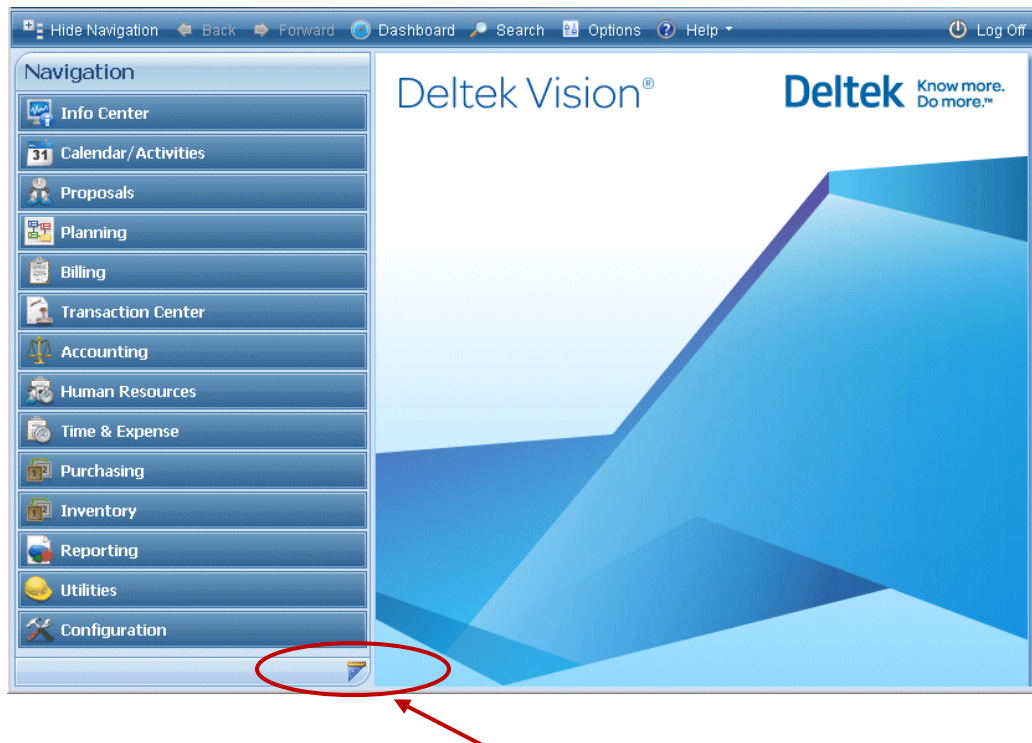 Hide Navigation Back Forward Dashboard Search Options Help Log Off
Navigation
Info Center
31 Calendar/Activities
Proposals
Planning
Billing
Transaction Center
Accounting
Human Resources
Time & Expense
Purchasing
Inventory
Reporting
Utilities
Configuration
Deltek Vision®
Deltek Know more.
Do more.™